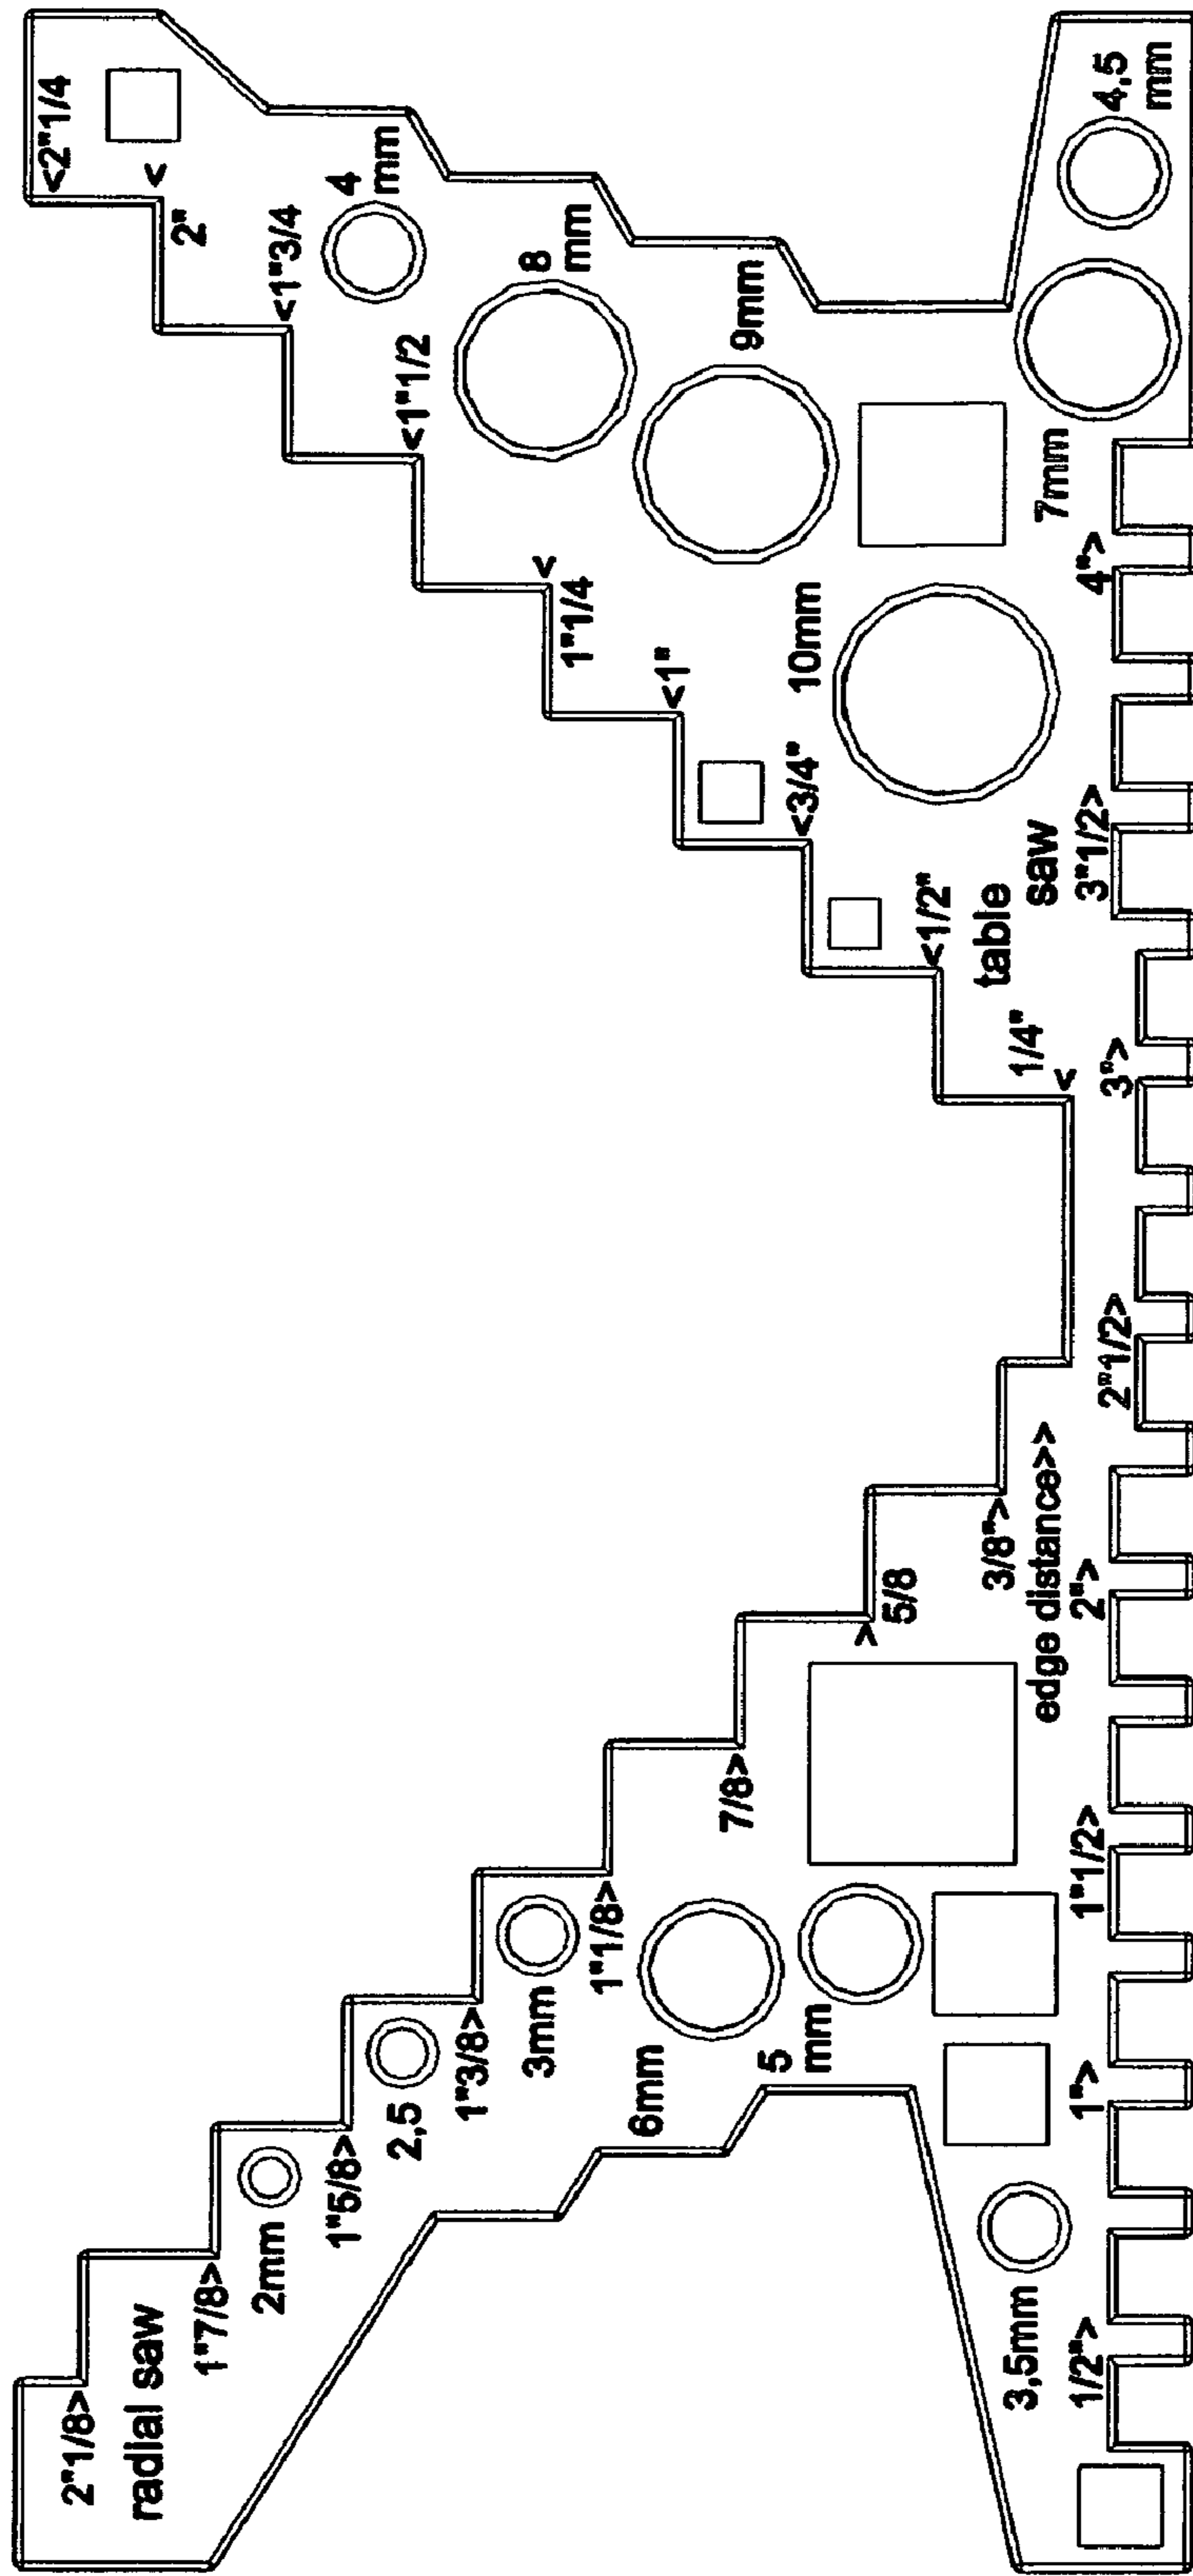 2"1/8>
<2"1/4
radial saw
<
2"
1"7/8>
2mm
<1"3/4
1"5/8>
4
mm
2,5
<1"1/2
1"3/8>
3mm
8
mm
<
1"1/4
1"1/8>
6mm
<1"
7/8>
9mm
5
mm
<3/4"
10mm
>
5/8
<1/2"
table
saw
3/8">
1/4"
<
3,5mm
edge distance>>
7mm
4,5
mm
1/2">
1">
1"1/2>
2">
2"1/2>
3">
3"1/2>
4">